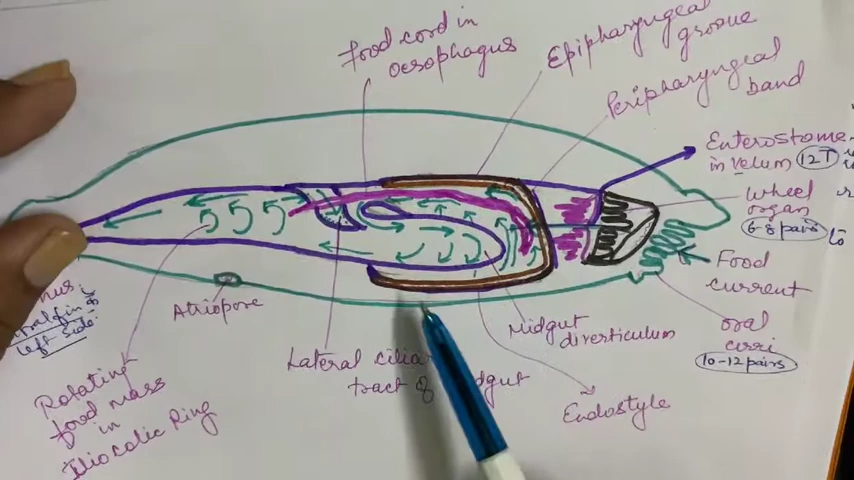 Food cord in
oesophagus
Epipharyngeal
groove
Peripharyngeal
band
Enterostome
in velum 12T
wheel
organ
6-8 pairs
Food
current
oral
cirri
10-12 pairs
Midgut
diverticulum
Endostyle
Lateral
tract of
Atriopore
left side
Rotating
food mass
in
Iliocolic Ring